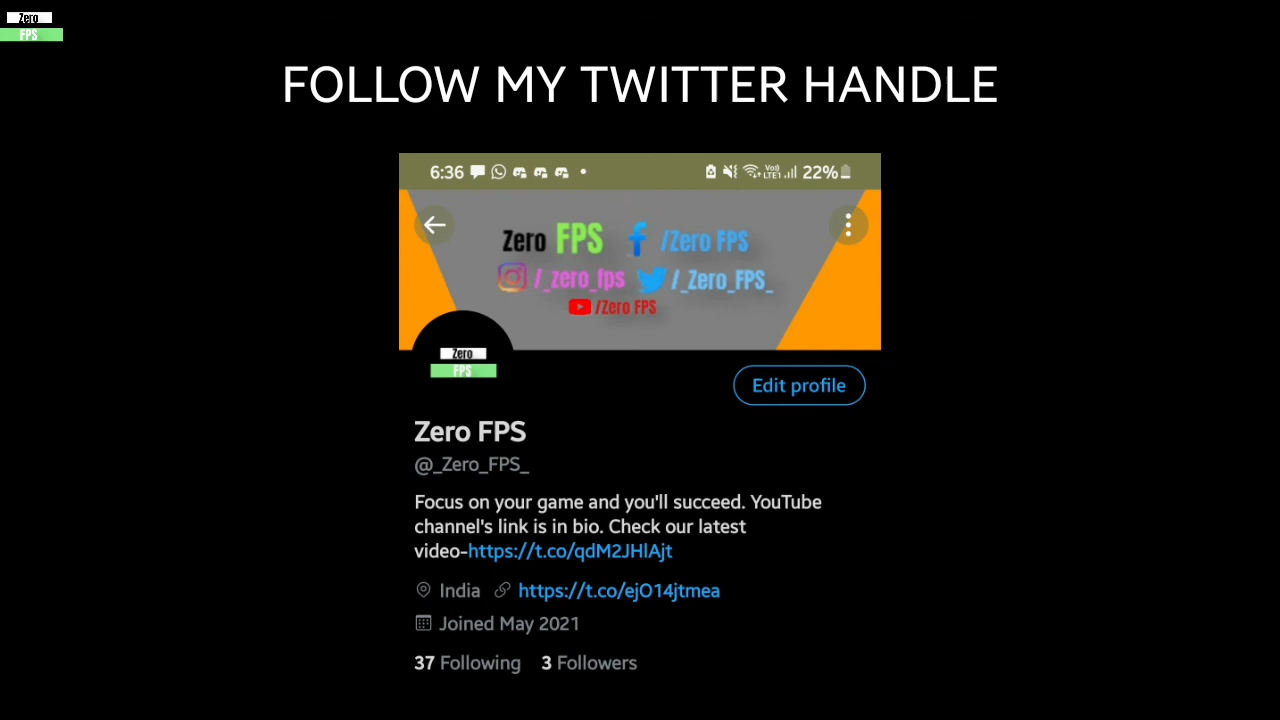 Zero
FPS
FOLLOW MY TWITTER HANDLE
6:36 Vo)) LTE1 22%
Zero FPS /Zero FPS
/_zero_fps /_Zero_FPS_
/Zero FPS
Zero
FPS
Edit profile
Zero FPS
@_Zero_FPS_
Focus on your game and you'll succeed. YouTube
channel's link is in bio. Check our latest
video-https://t.co/qdM2JHlAjt
India https://t.co/ejO14jtmea
Joined May 2021
37 Following 3 Followers